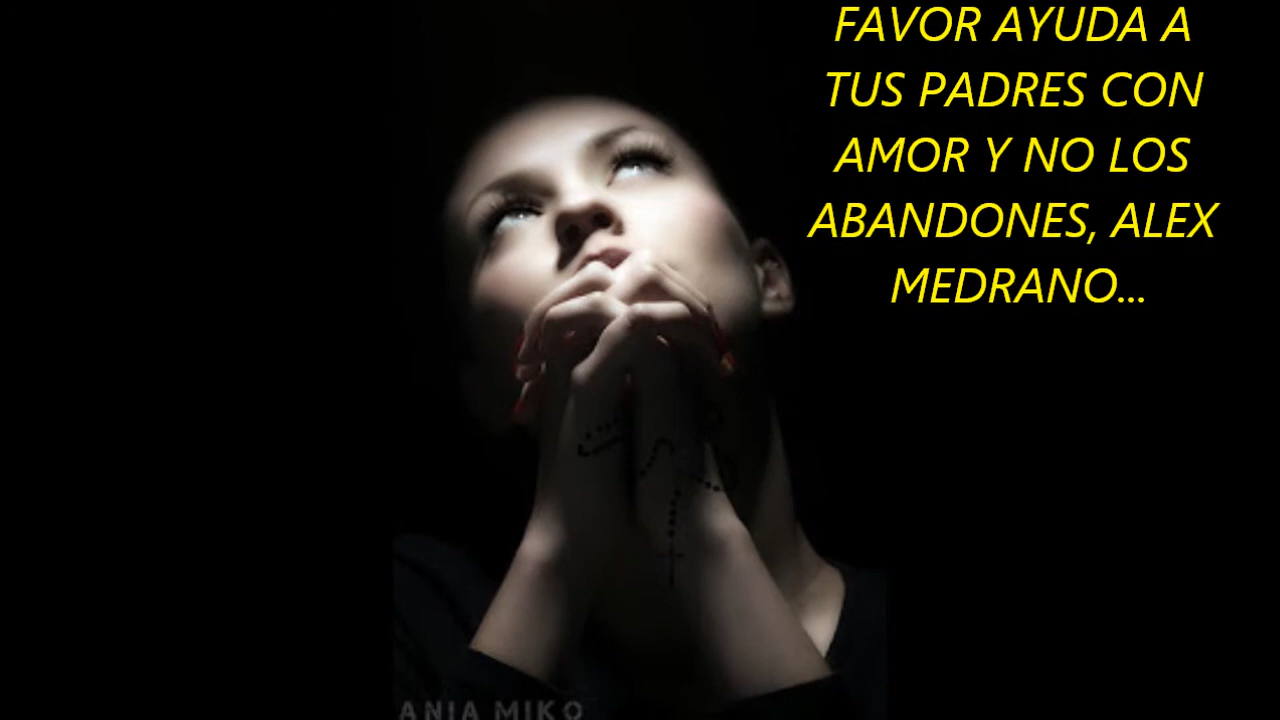 FAVOR AYUDA A
TUS PADRES CON
AMOR Y NO LOS
ABANDONES, ALEX
MEDRANO...
ANIA MIKO